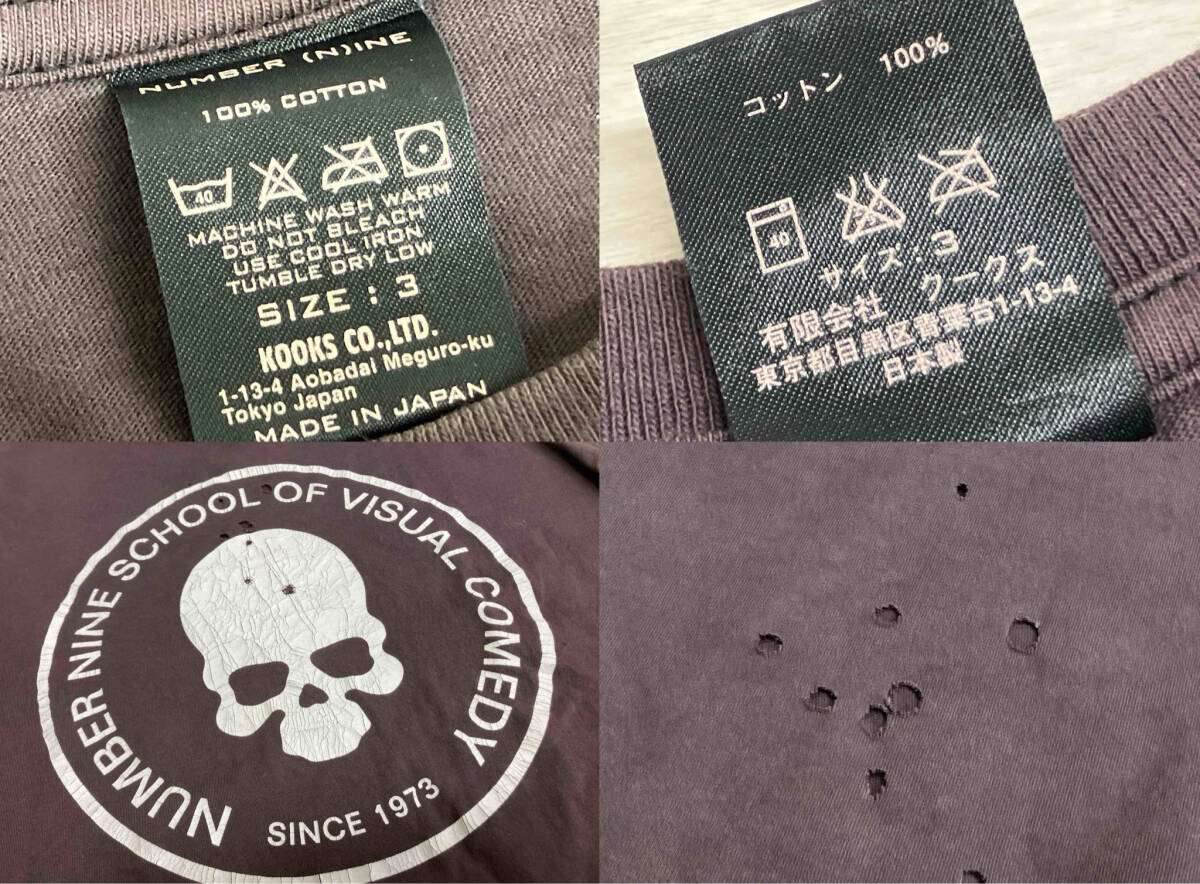 NUMBER (N)INE
100% COTTON
40
MACHINE WASH WARM
DO NOT BLEACH
USE COOL IRON
TUMBLE DRY LOW
SIZE : 3
KOOKS CO.,LTD.
1-13-4 Aobadai Meguro-ku
Tokyo Japan
MADE IN JAPAN
コットン 100%
40
サイズ : 3
有限会社 クークス
東京都目黒区青葉台1-13-4
日本製
NUMBER NINE SCHOOL OF VISUAL COMEDY
SINCE 1973